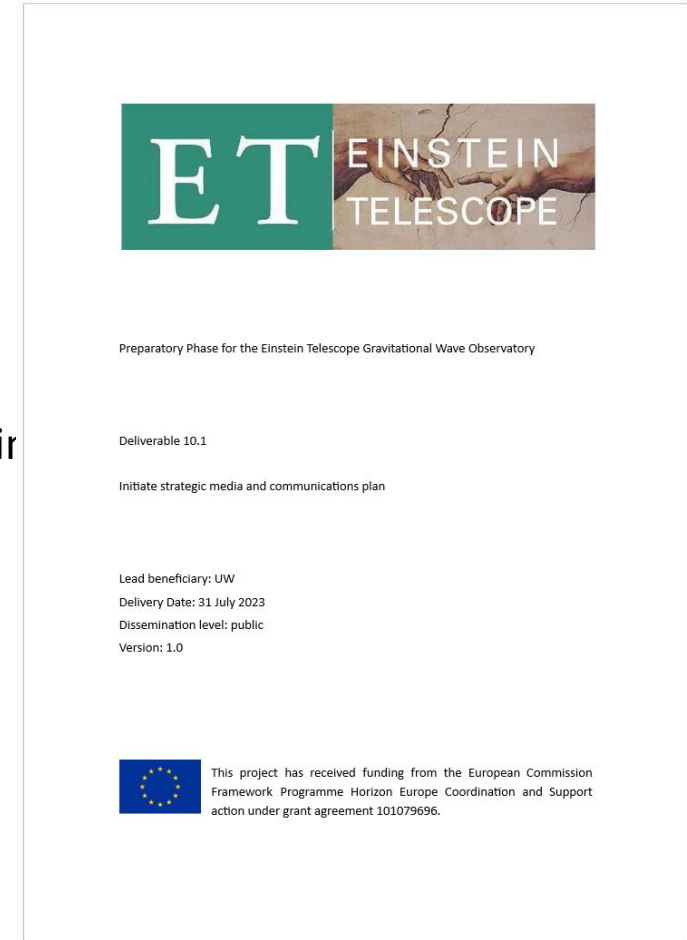 ET EINSTEIN
TELESCOPE
Preparatory Phase for the Einstein Telescope Gravitational Wave Observatory
Deliverable 10.1
Initiate strategic media and communications plan
Lead beneficiary: UW
Delivery Date: 31 July 2023
Dissemination level: public
Version: 1.0
This project has received funding from the European Commission
Framework Programme Horizon Europe Coordination and Support
action under grant agreement 101079696.